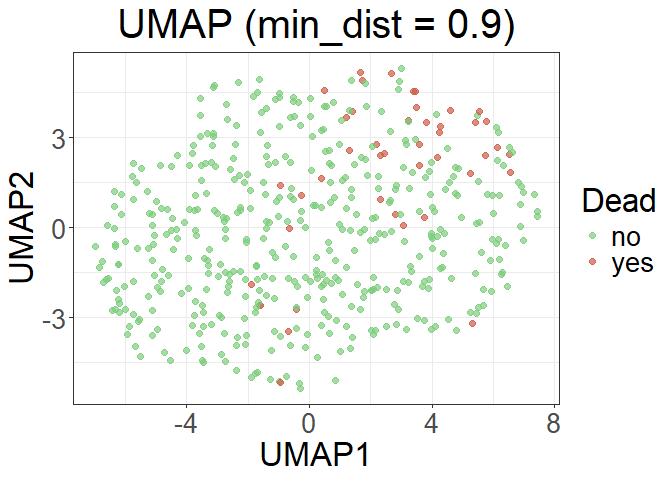 UMAP (min_dist = 0.9)
UMAP2
3
0
-3
-4
0
4
8
UMAP1
Dead
no
yes